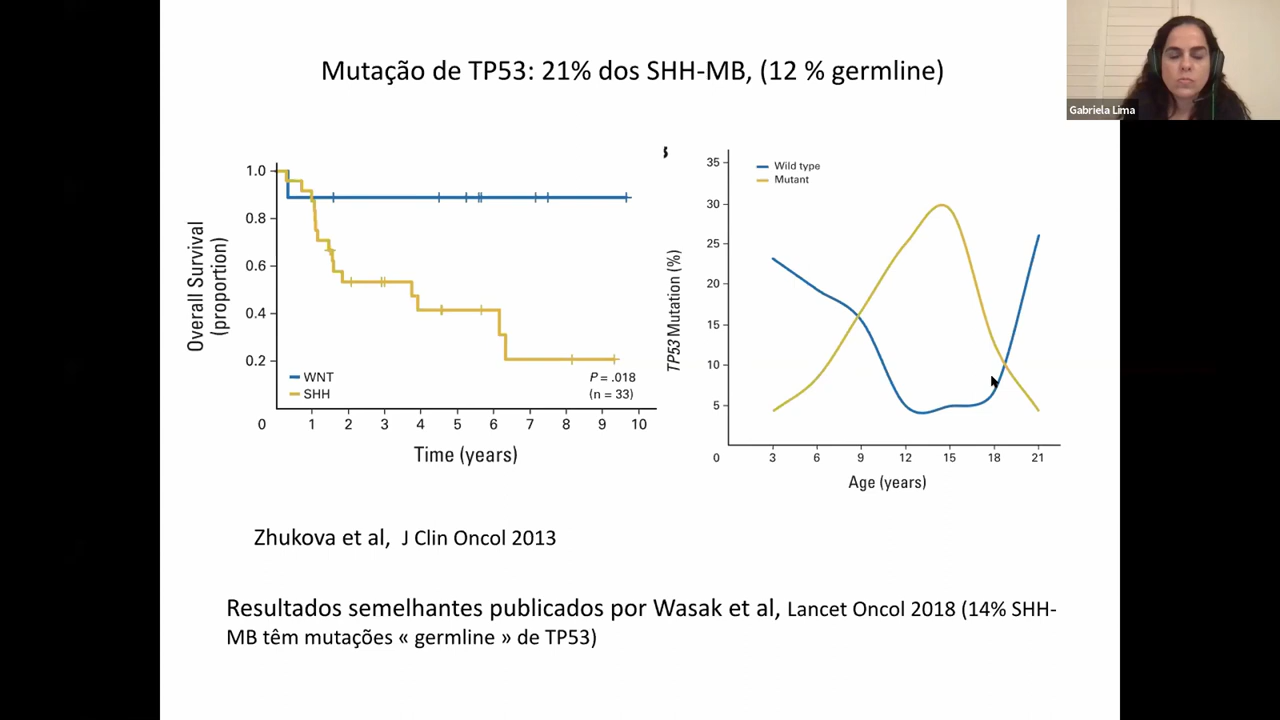 Mutação de TP53: 21% dos SHH-MB, (12 % germline)
Gabriela Lima
Overall Survival
(proportion)
1.0
0.8
0.6
0.4
0.2
0
1
2
3
4
5
6
7
8
9
10
WNT
SHH
P = .018
(n = 33)
Time (years)
TP53 Mutation (%)
35
30
25
20
15
10
5
0
3
6
9
12
15
18
21
Wild type
Mutant
Age (years)
Zhukova et al, J Clin Oncol 2013
Resultados semelhantes publicados por Wasak et al, Lancet Oncol 2018 (14% SHH-
MB têm mutações « germline » de TP53)